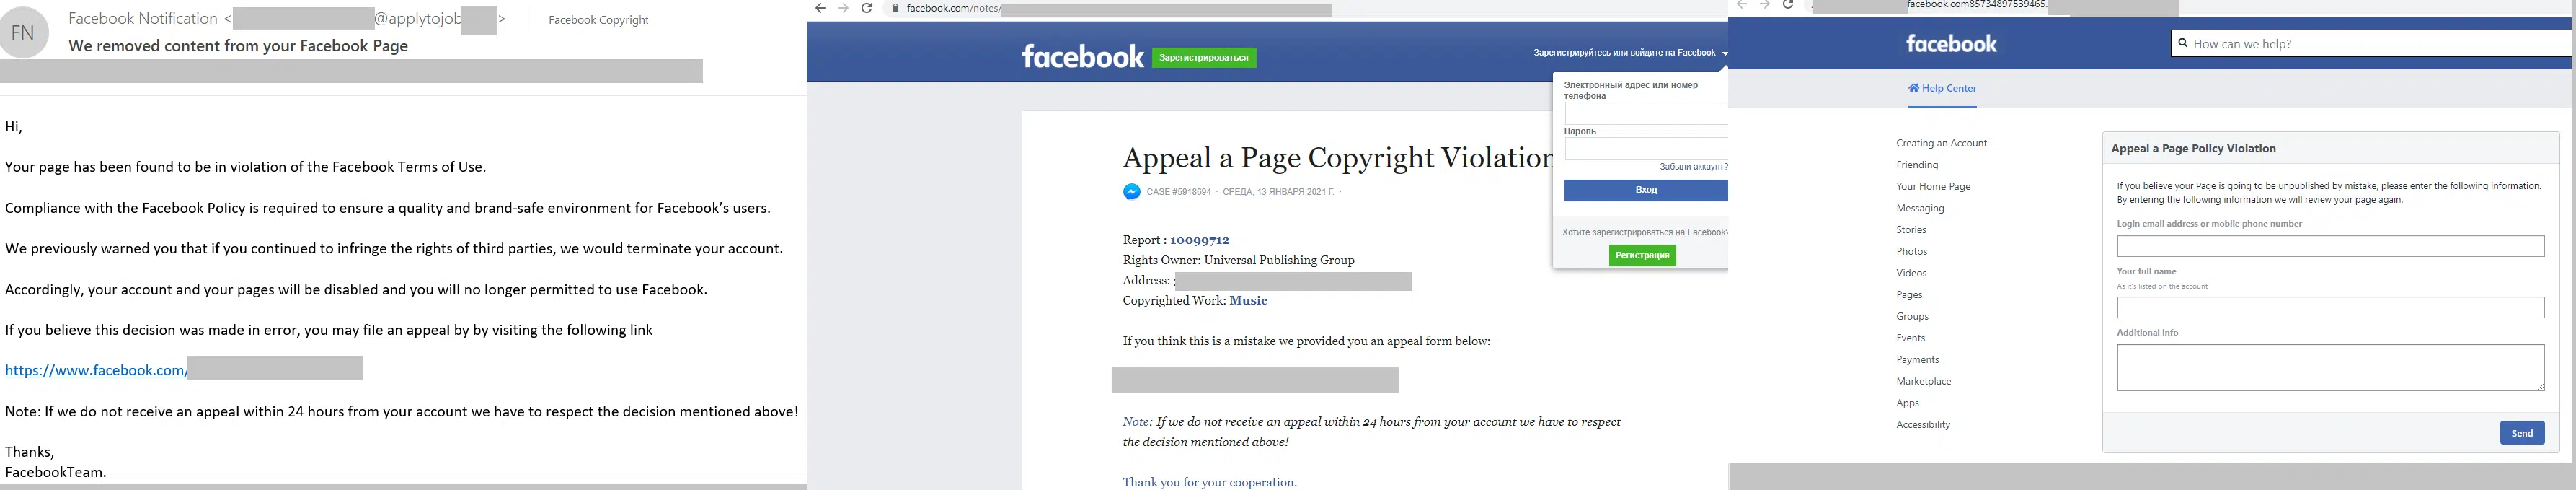 FN
Facebook Notification <
@applytojob
>
Facebook Copyright
We removed content from your Facebook Page
Hi,
Your page has been found to be in violation of the Facebook Terms of Use.
Compliance with the Facebook Policy is required to ensure a quality and brand-safe environment for Facebook's users.
We previously warned you that if you continued to infringe the rights of third parties, we would terminate your account.
Accordingly, your account and your pages will be disabled and you will no longer permitted to use Facebook.
If you believe this decision was made in error, you may file an appeal by by visiting the following link
https://www.facebook.com/
Note: If we do not receive an appeal within 24 hours from your account we have to respect the decision mentioned above!
Thanks,
FacebookTeam.
facebook.com/notes/
facebook
Зарегистрироваться
Зарегистрируйтесь или войдите на Facebook
Электронный адрес или номер
телефона
Пароль
Забыли аккаунт?
Вход
Хотите зарегистрироваться на Facebook?
Регистрация
Appeal a Page Copyright Violation
CASE #5918694 · СРЕДА, 13 ЯНВАРЯ 2021 Г. ·
Report : 10099712
Rights Owner: Universal Publishing Group
Address:
Copyrighted Work: Music
If you think this is a mistake we provided you an appeal form below:
Note: If we do not receive an appeal within 24 hours from your account we have to respect
the decision mentioned above!
Thank you for your cooperation.
facebook.com85734897539465.
facebook
How can we help?
Help Center
Creating an Account
Friending
Your Home Page
Messaging
Stories
Photos
Videos
Pages
Groups
Events
Payments
Marketplace
Apps
Accessibility
Appeal a Page Policy Violation
If you believe your Page is going to be unpublished by mistake, please enter the following information.
By entering the following information we will review your page again.
Login email address or mobile phone number
Your full name
As it's listed on the account
Additional info
Send